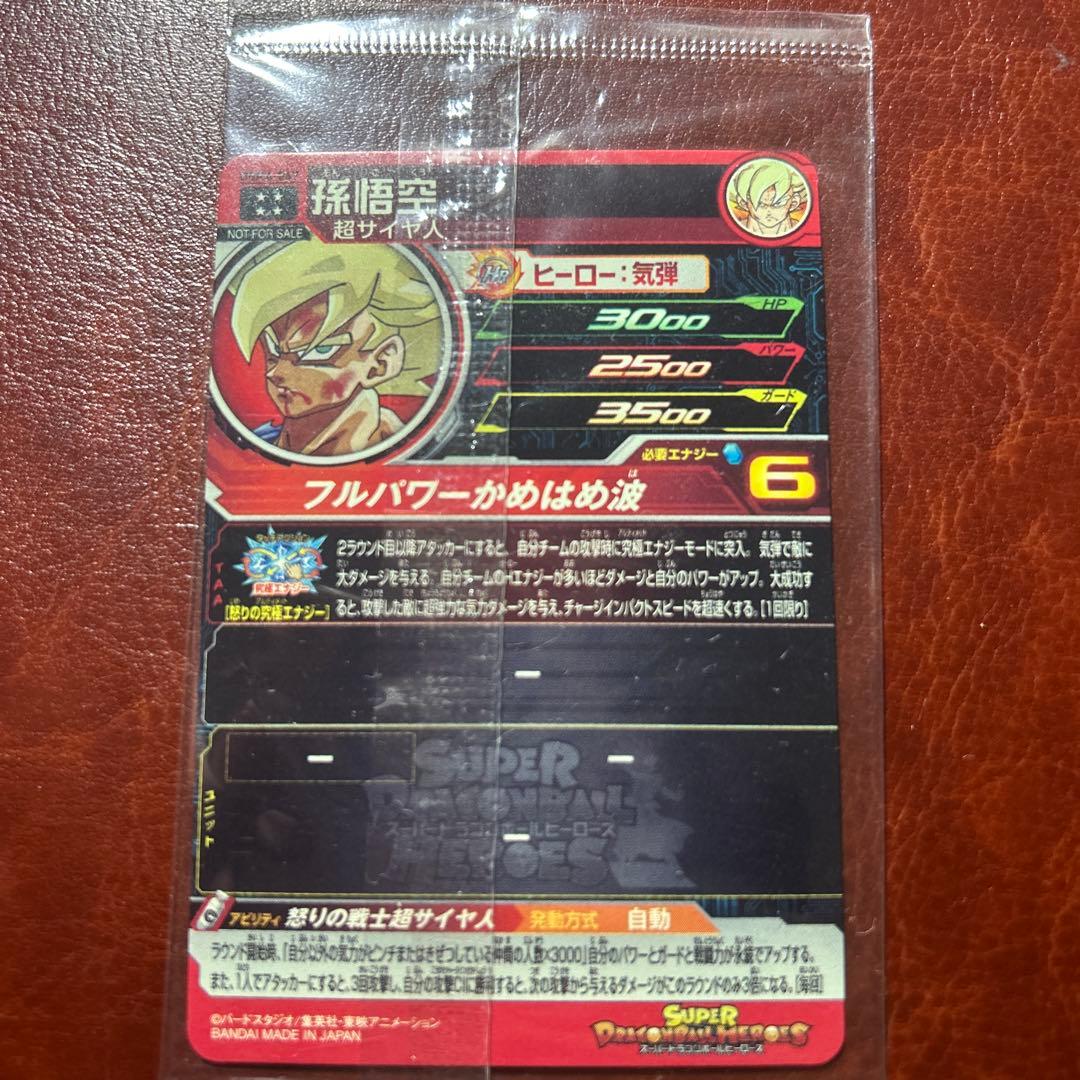 孫悟空
NOT FOR SALE
超サイヤ人
ヒーロー:気弾
HP
3000
パワー
2500
ガード
3500
必要エナジー
6
フルパワーかめはめ波
TAA
究極エナジー
[怒りの究極エナジー]
2ラウンド目以降アタッカーにすると、自分チームの攻撃時に究極エナジーモードに突入。気弾で敵に
大ダメージを与える。自分チームのHエナジーが多いほどダメージと自分のパワーがアップ。大成功す
ると、攻撃した敵に超強力な気力ダメージを与え、チャージインパクトスピードを超速くする。[1回限り]
-
ユニット
-
-
-
SUPER
DRAGONBALL
スーパードラゴンボールヒーローズ
HEROES
アビリティ 怒りの戦士超サイヤ人 発動方式 自動
ラウンド開始時、「自分以外の気力がピンチまたはきぜつしている仲間の人数×3000」自分のパワーとガードと戦闘力が永続でアップする。
また、1人でアタッカーにすると、3回攻撃し、自分の攻撃CIに勝利すると、次の攻撃から与えるダメージがこのラウンドのみ3倍になる。[毎回]
©バードスタジオ/集英社・東映アニメーション
BANDAI MADE IN JAPAN
SUPER
DRAGONBALL HEROES
スーパードラゴンボールヒーローズ